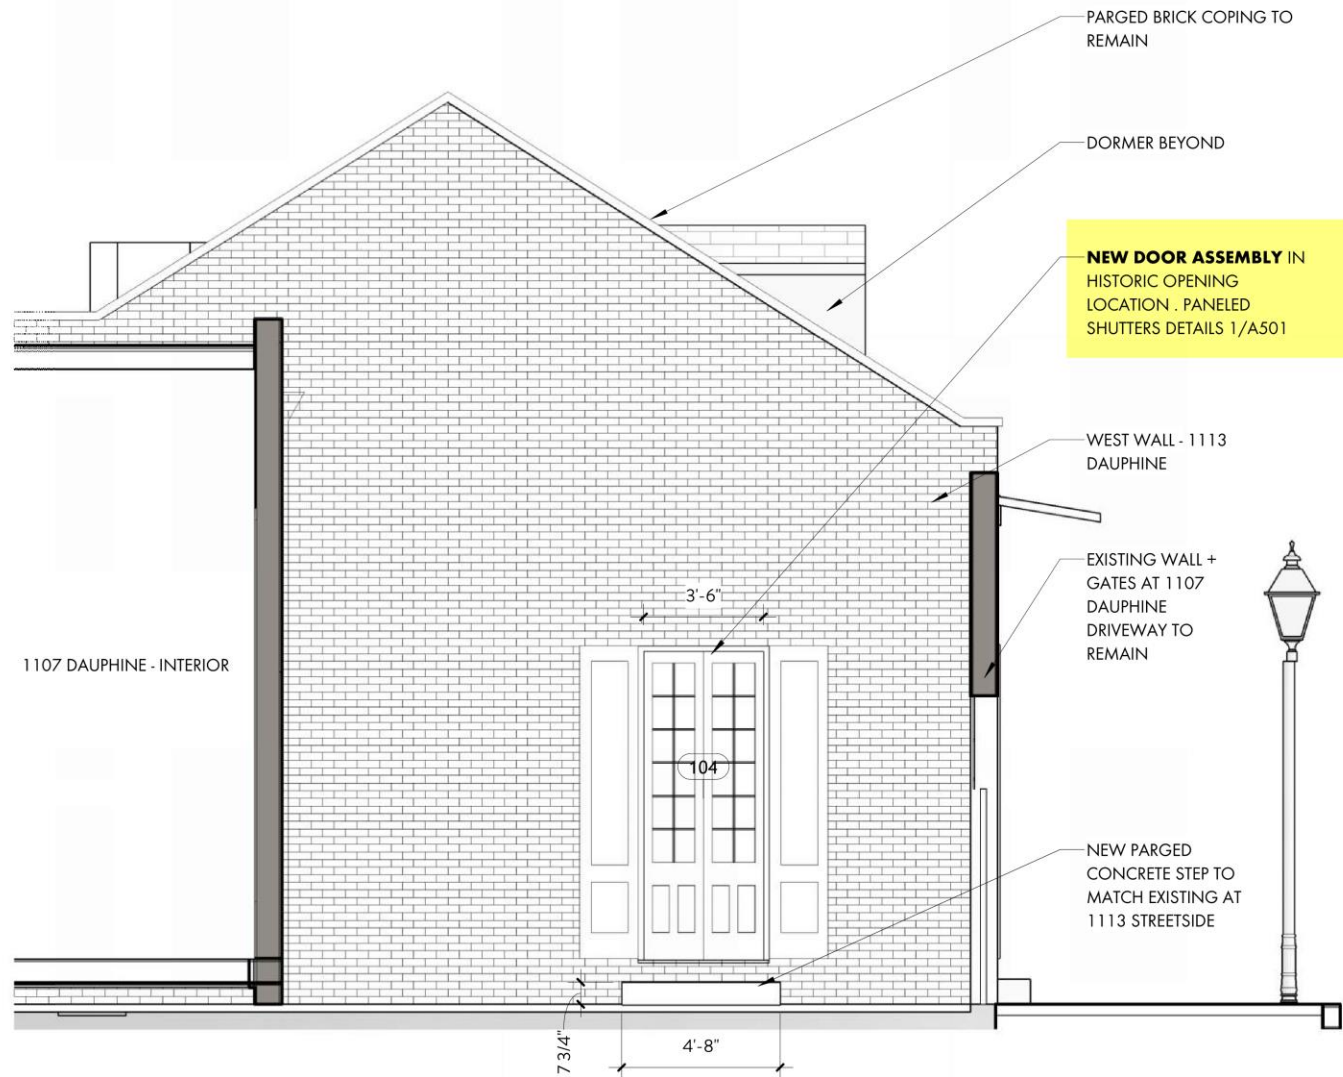 PARGED BRICK COPING TO
REMAIN
DORMER BEYOND
NEW DOOR ASSEMBLY IN
HISTORIC OPENING
LOCATION . PANELED
SHUTTERS DETAILS 1/A501
WEST WALL - 1113
DAUPHINE
EXISTING WALL +
GATES AT 1107
DAUPHINE
DRIVEWAY TO
REMAIN
3'-6"
1107 DAUPHINE - INTERIOR
104
NEW PARGED
CONCRETE STEP TO
MATCH EXISTING AT
1113 STREETSIDE
7 3/4"
4'-8"